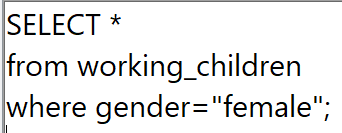 SELECT *
from working_children
where gender="female";